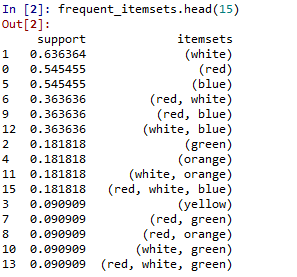 In [2]: frequent_itemsets.head(15)
Out[2]:
support itemsets
1 0.636364 (white)
0 0.545455 (red)
5 0.545455 (blue)
6 0.363636 (red, white)
9 0.363636 (red, blue)
12 0.363636 (white, blue)
2 0.181818 (green)
4 0.181818 (orange)
11 0.181818 (white, orange)
15 0.181818 (red, white, blue)
3 0.090909 (yellow)
7 0.090909 (red, green)
8 0.090909 (red, orange)
10 0.090909 (white, green)
13 0.090909 (red, white, green)